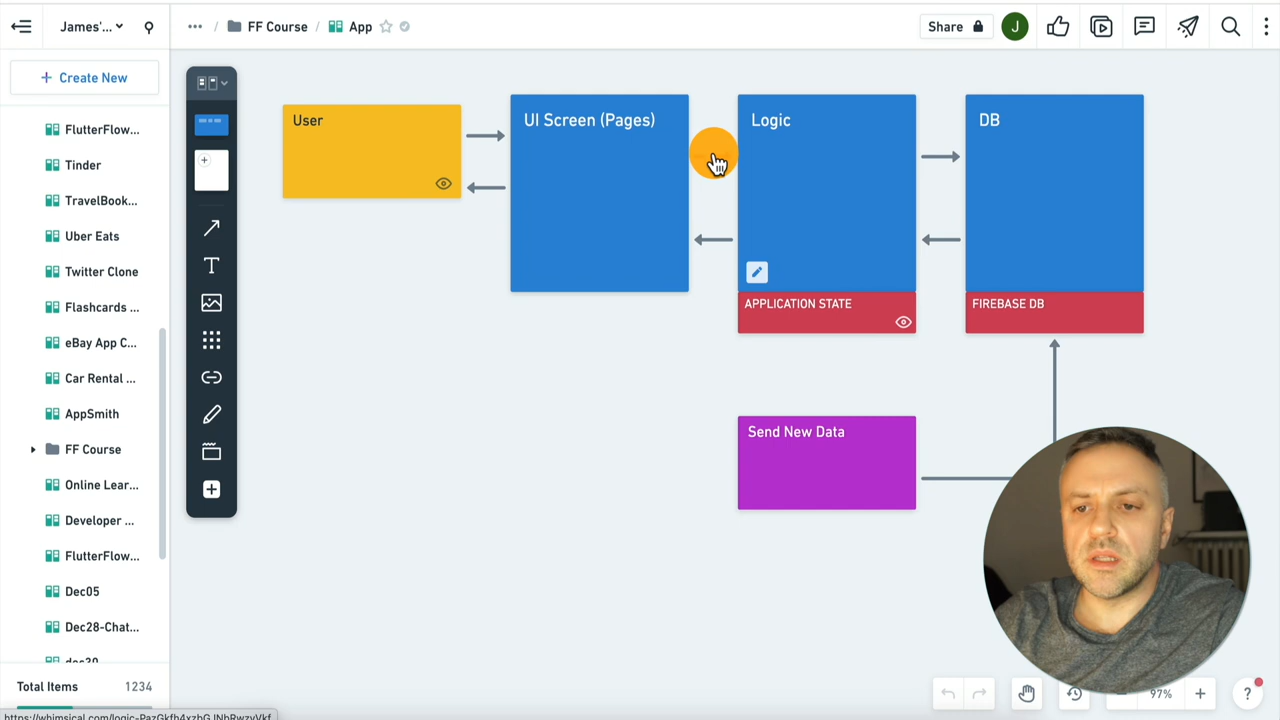 James'...
... / FF Course / App
Share
J
+ Create New
FlutterFlow...
Tinder
TravelBook...
Uber Eats
Twitter Clone
Flashcards ...
eBay App C...
Car Rental ...
AppSmith
FF Course
Online Lear...
Developer ...
FlutterFlow...
Dec05
Dec28-Chat...
Total Items 1234
User
UI Screen (Pages)
Logic
DB
APPLICATION STATE
FIREBASE DB
Send New Data
T
97%
?